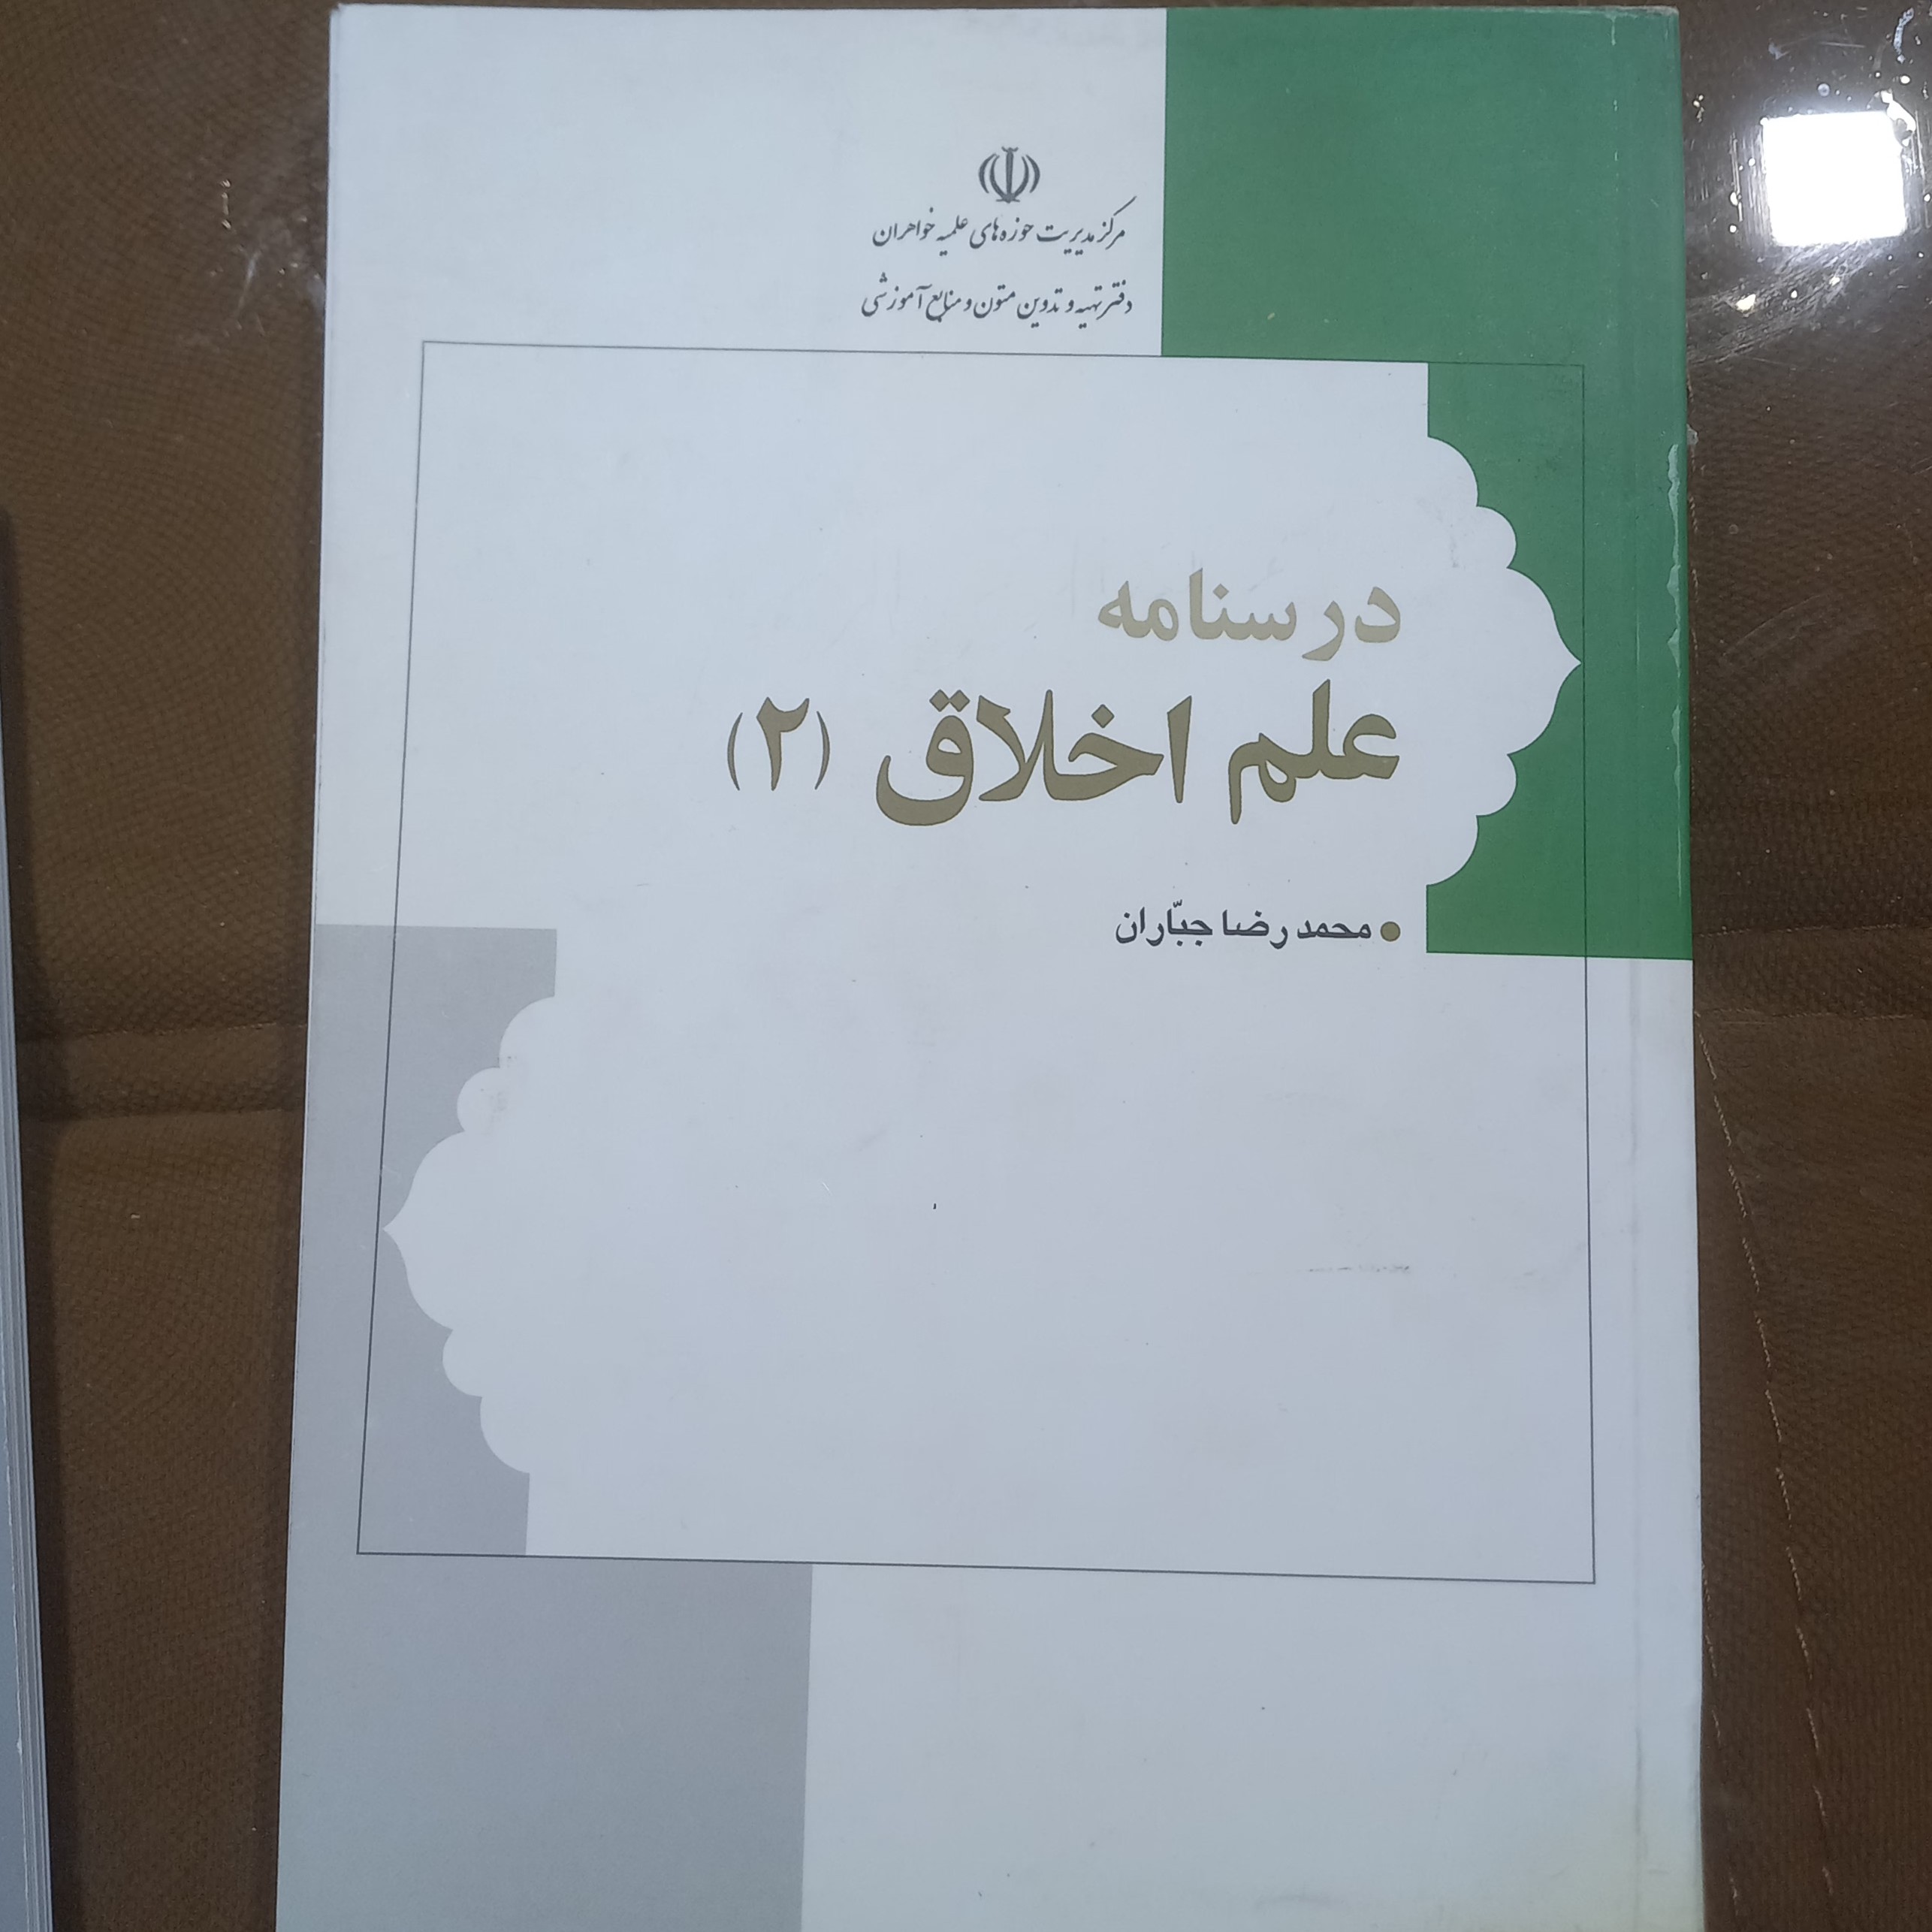 مرکز مدیریت حوزه های علمیه خواهران
دفتر تهیه و تدوین متون و منابع آموزشی
درسنامه
علم اخلاق (۲)
محمد رضا جبّاران